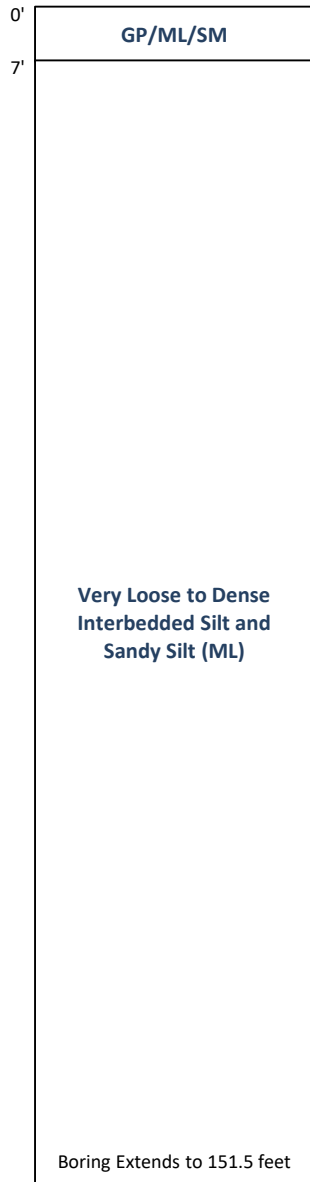 0'
GP/ML/SM
7'
Very Loose to Dense
Interbedded Silt and
Sandy Silt (ML)
Boring Extends to 151.5 feet